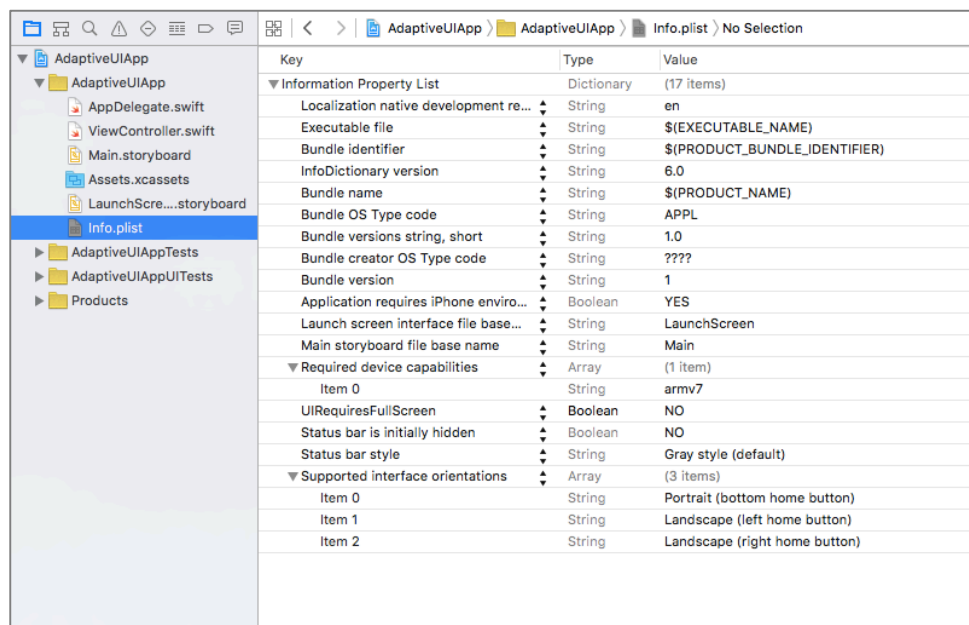 AdaptiveUIApp AdaptiveUIApp Info.plist No Selection
AdaptiveUIApp
AdaptiveUIApp
AppDelegate.swift
ViewController.swift
Main.storyboard
Assets.xcassets
LaunchScre....storyboard
Info.plist
AdaptiveUIAppTests
AdaptiveUIAppUITests
Products
Key Type Value
Information Property List Dictionary (17 items)
Localization native development re... String en
Executable file String $(EXECUTABLE_NAME)
Bundle identifier String $(PRODUCT_BUNDLE_IDENTIFIER)
InfoDictionary version String 6.0
Bundle name String $(PRODUCT_NAME)
Bundle OS Type code String APPL
Bundle versions string, short String 1.0
Bundle creator OS Type code String ????
Bundle version String 1
Application requires iPhone enviro... Boolean YES
Launch screen interface file base... String LaunchScreen
Main storyboard file base name String Main
Required device capabilities Array (1 item)
Item 0 String armv7
UIRequiresFullScreen Boolean NO
Status bar is initially hidden Boolean NO
Status bar style String Gray style (default)
Supported interface orientations Array (3 items)
Item 0 String Portrait (bottom home button)
Item 1 String Landscape (left home button)
Item 2 String Landscape (right home button)